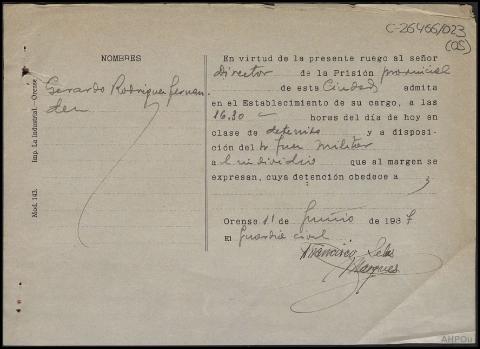 C-26466/023
(OS)
NOMBRES
Gerardo Rodriguez Fernan
dez
Imp. La Industrial.—Orense
Mod. 143.
En virtud de la presente ruego al señor
Director de la Prisión provincial
de esta Ciudad admita
en el Establecimiento de su cargo, a las
16,30 horas del día de hoy en
clase de detenido y a disposi-
ción del Sr Juez Militar
al individuo que al margen se
expresan, cuya detención obedece a
Orense 11 de Junio de 1937
El Guardia civil
Francisco
Marques
AHPOu